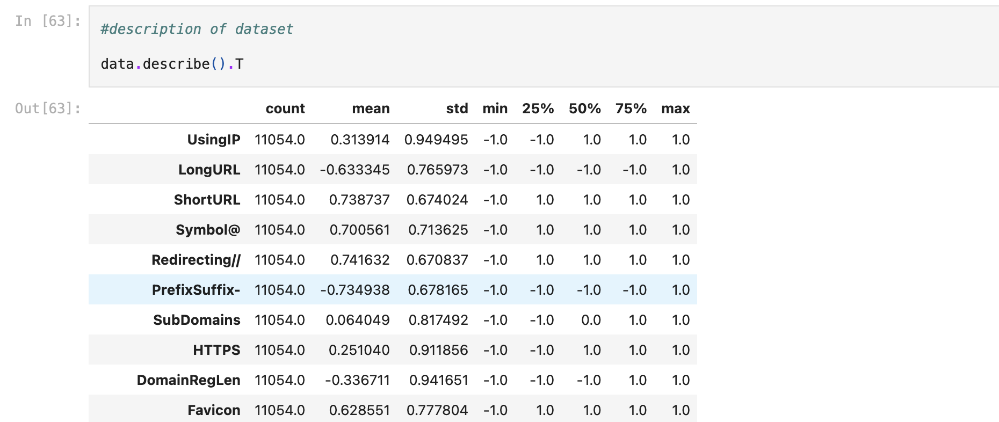 In [63]:
#description of dataset
data.describe().T
Out[63]:
count mean std min 25% 50% 75% max
UsingIP 11054.0 0.313914 0.949495 -1.0 -1.0 1.0 1.0 1.0
LongURL 11054.0 -0.633345 0.765973 -1.0 -1.0 -1.0 -1.0 1.0
ShortURL 11054.0 0.738737 0.674024 -1.0 1.0 1.0 1.0 1.0
Symbol@ 11054.0 0.700561 0.713625 -1.0 1.0 1.0 1.0 1.0
Redirecting// 11054.0 0.741632 0.670837 -1.0 1.0 1.0 1.0 1.0
PrefixSuffix- 11054.0 -0.734938 0.678165 -1.0 -1.0 -1.0 -1.0 1.0
SubDomains 11054.0 0.064049 0.817492 -1.0 -1.0 0.0 1.0 1.0
HTTPS 11054.0 0.251040 0.911856 -1.0 -1.0 1.0 1.0 1.0
DomainRegLen 11054.0 -0.336711 0.941651 -1.0 -1.0 -1.0 1.0 1.0
Favicon 11054.0 0.628551 0.777804 -1.0 1.0 1.0 1.0 1.0